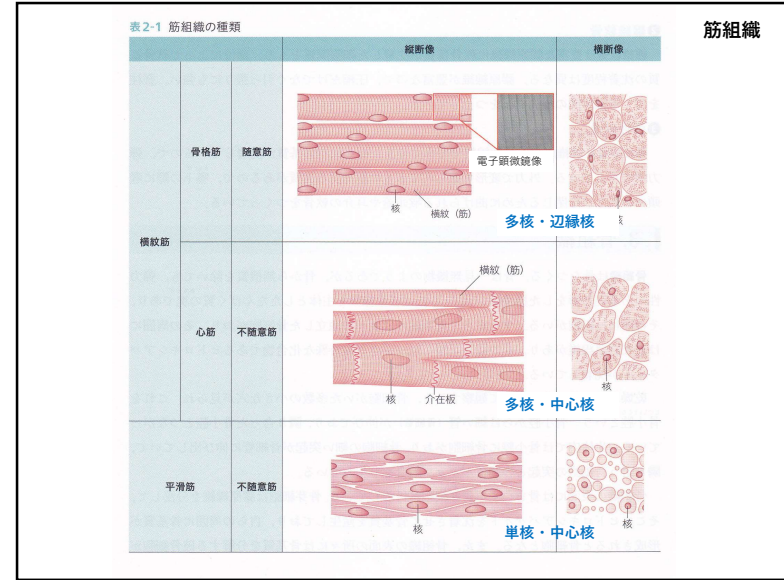 筋組織
表2-1 筋組織の種類
縦断像
横断像
横紋筋
骨格筋
随意筋
電子顕微鏡像
核
横紋（筋）
核
多核・辺縁核
心筋
不随意筋
横紋（筋）
核
介在板
核
多核・中心核
平滑筋
不随意筋
核
核
単核・中心核